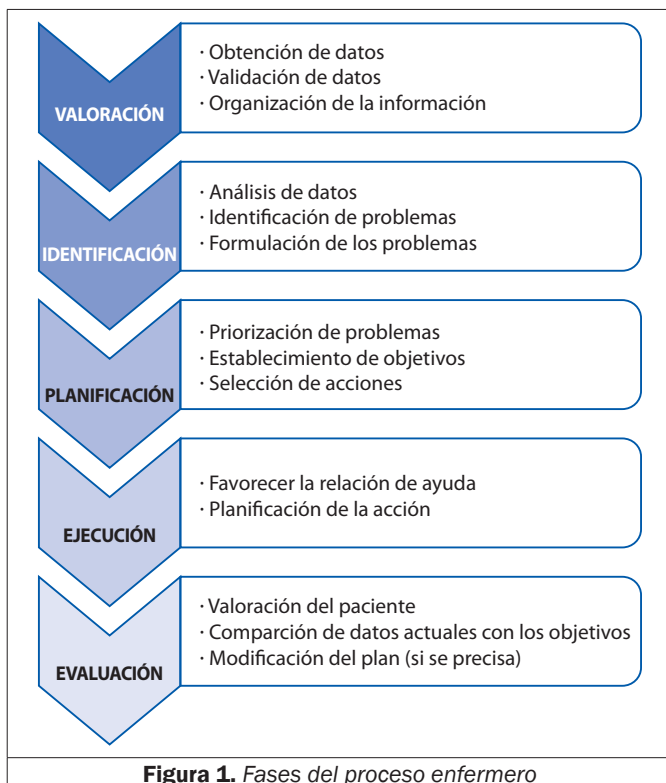 VALORACIÓN
· Obtención de datos
· Validación de datos
· Organización de la información
IDENTIFICACIÓN
· Análisis de datos
· Identificación de problemas
· Formulación de los problemas
PLANIFICACIÓN
· Priorización de problemas
· Establecimiento de objetivos
· Selección de acciones
EJECUCIÓN
· Favorecer la relación de ayuda
· Planificación de la acción
EVALUACIÓN
· Valoración del paciente
· Comparción de datos actuales con los objetivos
· Modificación del plan (si se precisa)
Figura 1. Fases del proceso enfermero